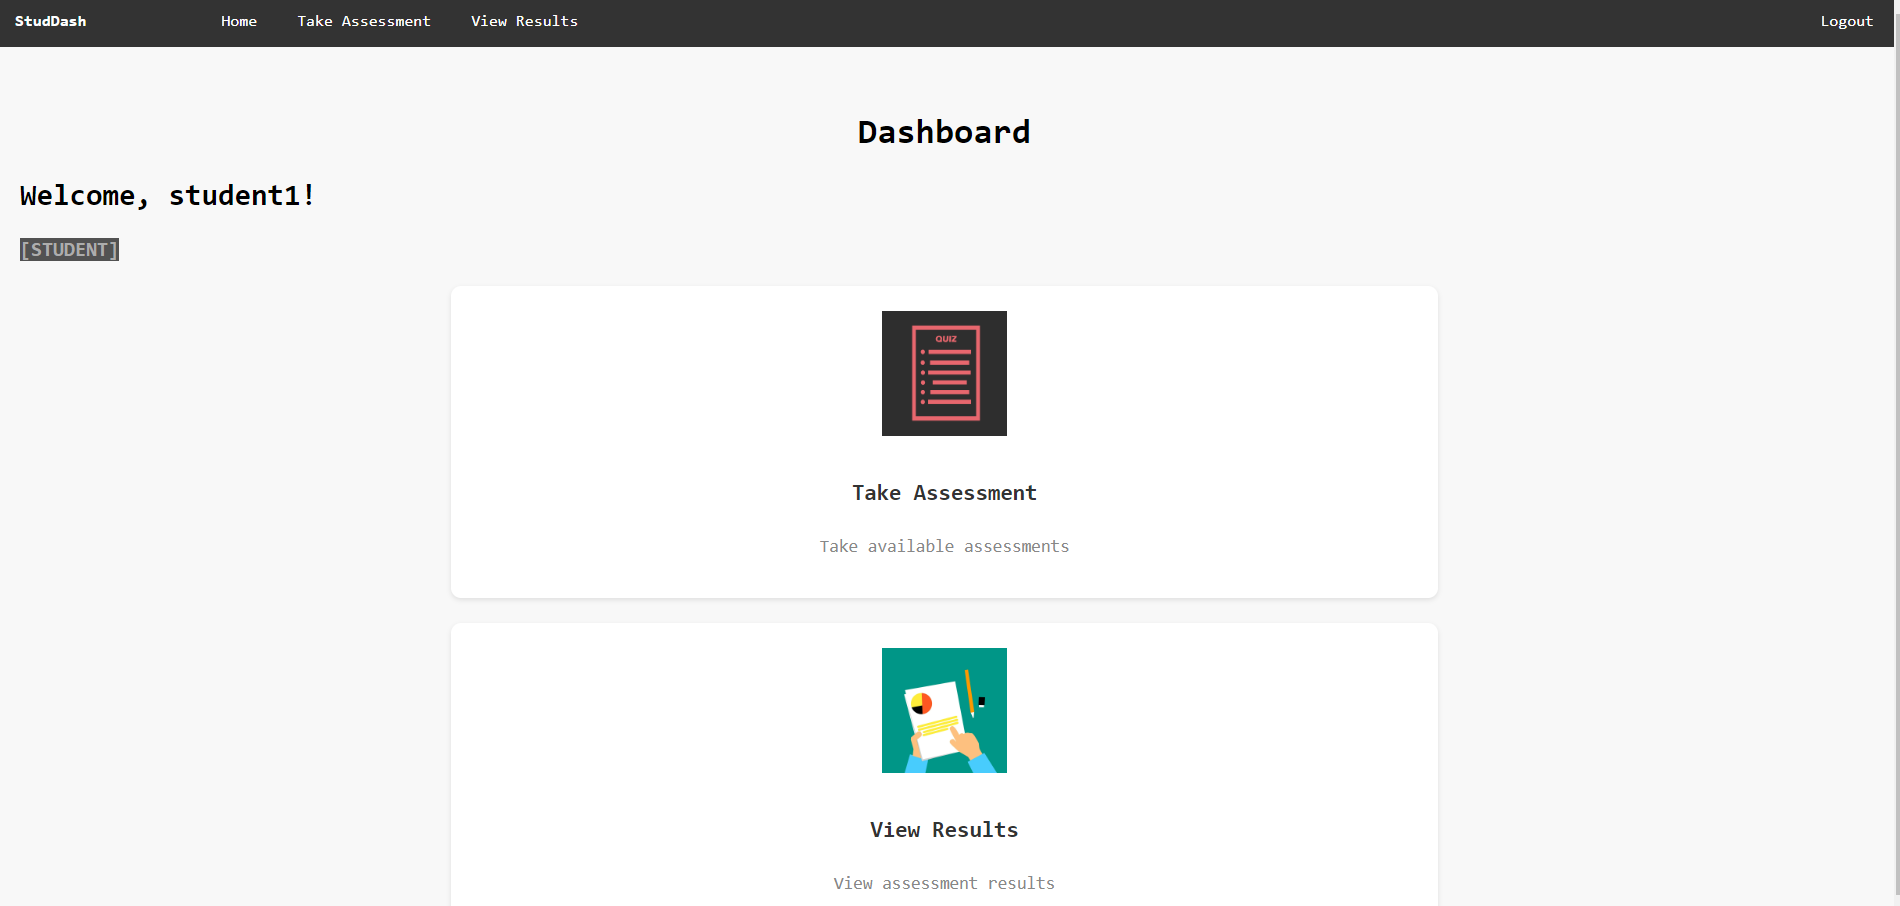 StudDash Home Take Assessment View Results Logout
Dashboard
Welcome, student1!
[STUDENT]
QUIZ
Take Assessment
Take available assessments
View Results
View assessment results